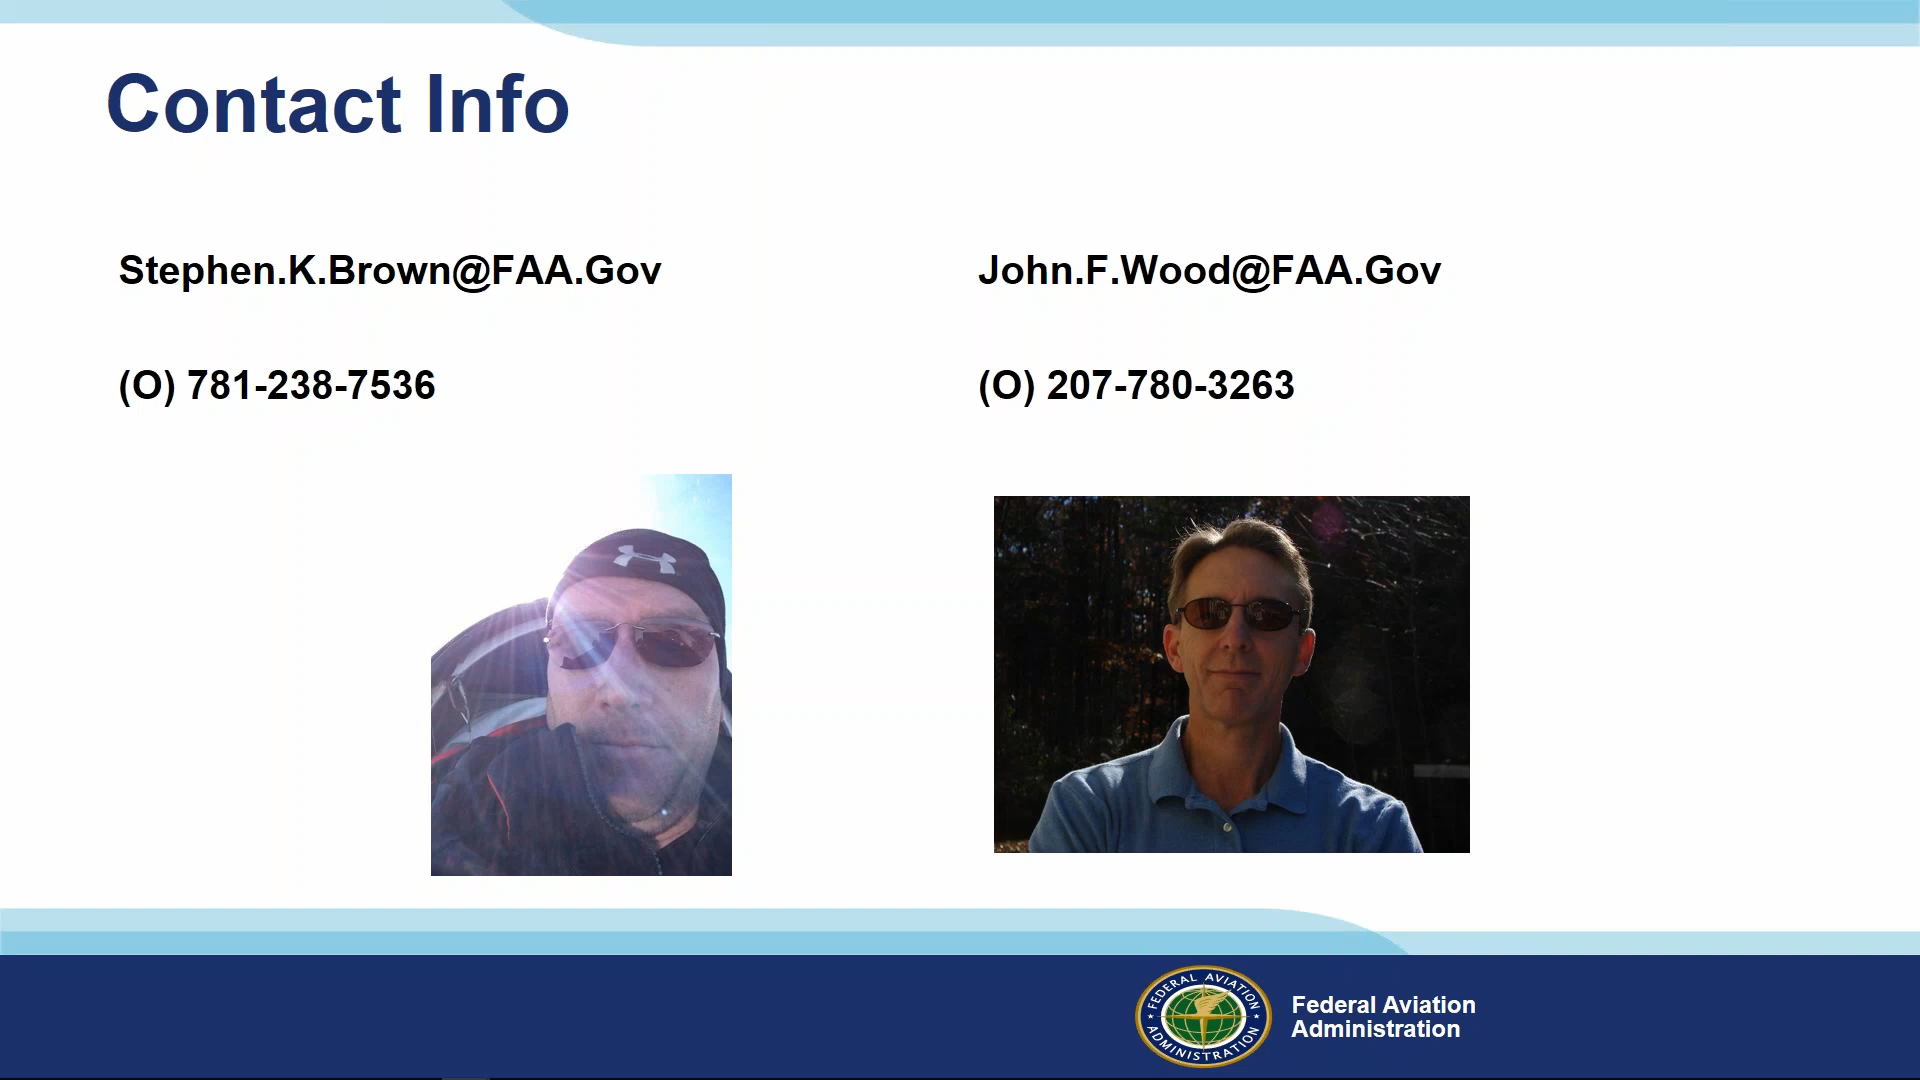 Contact Info
Stephen.K.Brown@FAA.Gov
(O) 781-238-7536
John.F.Wood@FAA.Gov
(O) 207-780-3263
FEDERAL AVIATION
ADMINISTRATION
Federal Aviation
Administration